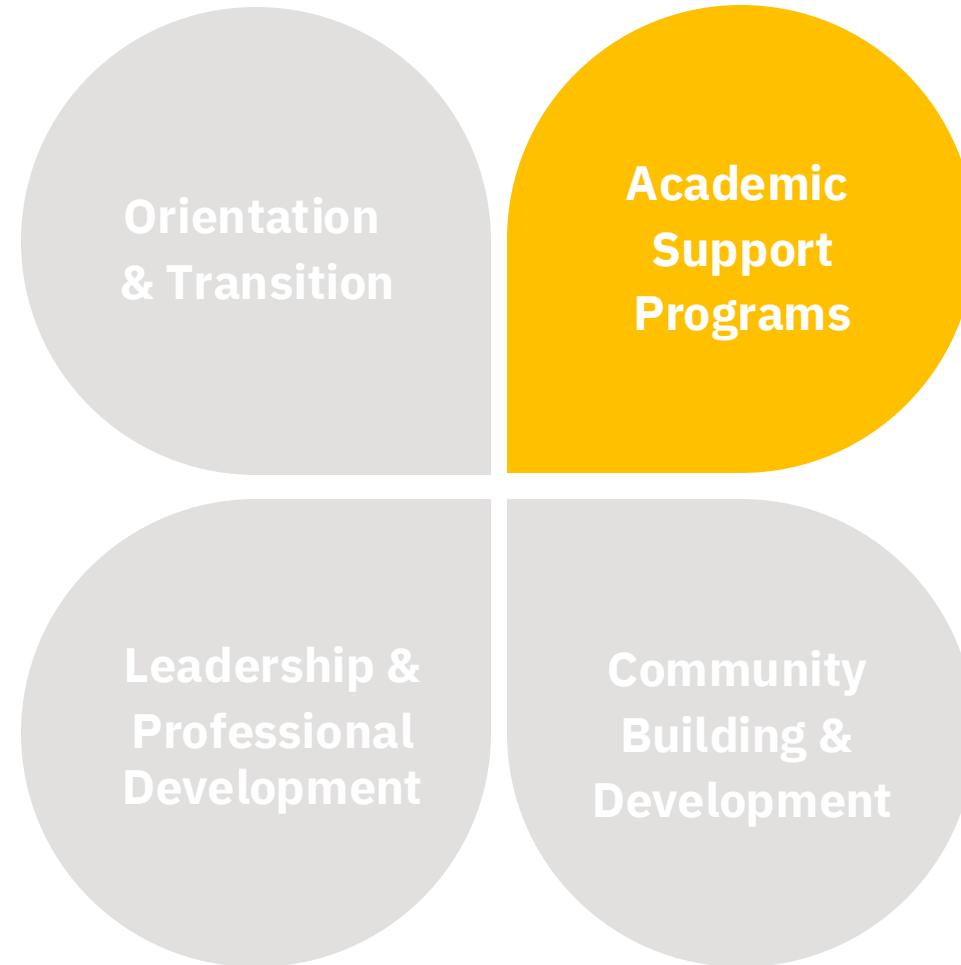 Orientation
& Transition
Academic
Support
Programs
Leadership &
Professional
Development
Community
Building &
Development